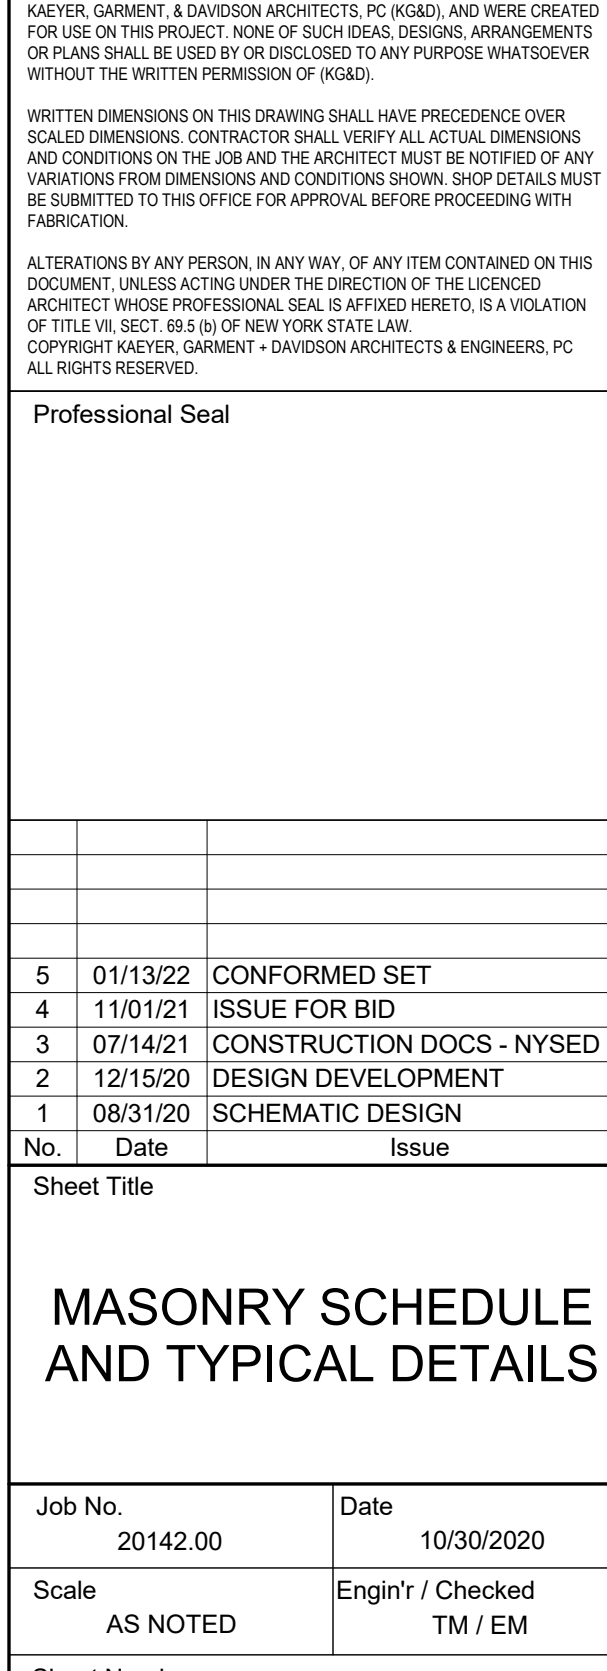 KAEYER, GARMENT, & DAVIDSON ARCHITECTS, PC (KG&D), AND WERE CREATED
FOR USE ON THIS PROJECT. NONE OF SUCH IDEAS, DESIGNS, ARRANGEMENTS
OR PLANS SHALL BE USED BY OR DISCLOSED TO ANY PURPOSE WHATSOEVER
WITHOUT THE WRITTEN PERMISSION OF (KG&D).
WRITTEN DIMENSIONS ON THIS DRAWING SHALL HAVE PRECEDENCE OVER
SCALED DIMENSIONS. CONTRACTOR SHALL VERIFY ALL ACTUAL DIMENSIONS
AND CONDITIONS ON THE JOB AND THE ARCHITECT MUST BE NOTIFIED OF ANY
VARIATIONS FROM DIMENSIONS AND CONDITIONS SHOWN. SHOP DETAILS MUST
BE SUBMITTED TO THIS OFFICE FOR APPROVAL BEFORE PROCEEDING WITH
FABRICATION.
ALTERATIONS BY ANY PERSON, IN ANY WAY, OF ANY ITEM CONTAINED ON THIS
DOCUMENT, UNLESS ACTING UNDER THE DIRECTION OF THE LICENCED
ARCHITECT WHOSE PROFESSIONAL SEAL IS AFFIXED HERETO, IS A VIOLATION
OF TITLE VII, SECT. 69.5 (b) OF NEW YORK STATE LAW.
COPYRIGHT KAEYER, GARMENT + DAVIDSON ARCHITECTS & ENGINEERS, PC
ALL RIGHTS RESERVED.
Professional Seal
5 01/13/22 CONFORMED SET
4 11/01/21 ISSUE FOR BID
3 07/14/21 CONSTRUCTION DOCS - NYSED
2 12/15/20 DESIGN DEVELOPMENT
1 08/31/20 SCHEMATIC DESIGN
No. Date Issue
Sheet Title
MASONRY SCHEDULE
AND TYPICAL DETAILS
Job No. Date
20142.00 10/30/2020
Scale Engin'r / Checked
AS NOTED TM / EM